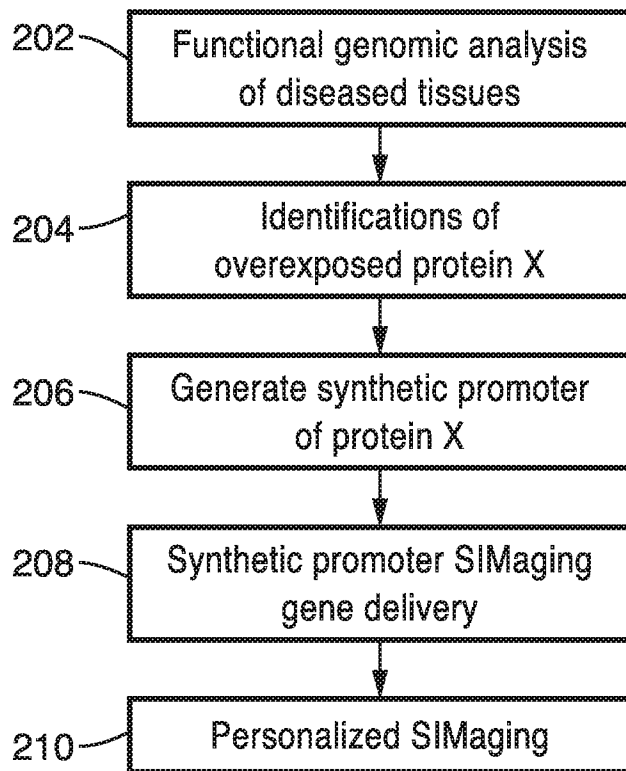 202
Functional genomic analysis
of diseased tissues
204
Identifications of
overexposed protein X
206
Generate synthetic promoter
of protein X
208
Synthetic promoter SIMaging
gene delivery
210
Personalized SIMaging